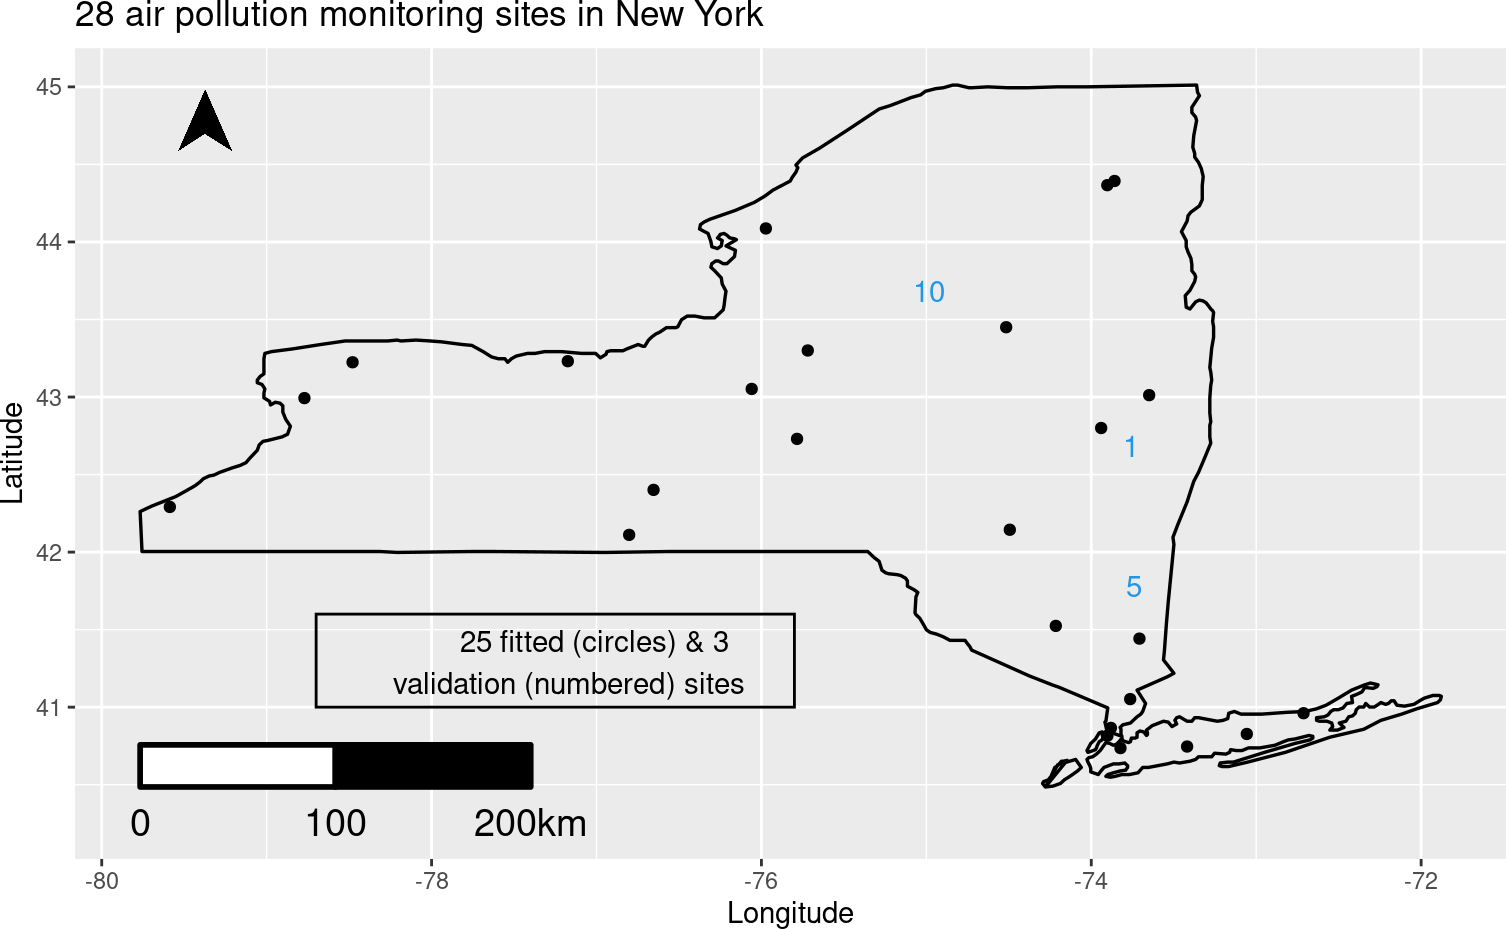 28 air pollution monitoring sites in New York
45
44
43
42
41
Latitude
10
1
5
25 fitted (circles) & 3
validation (numbered) sites
0 100 200km
-80 -78 -76 -74 -72
Longitude